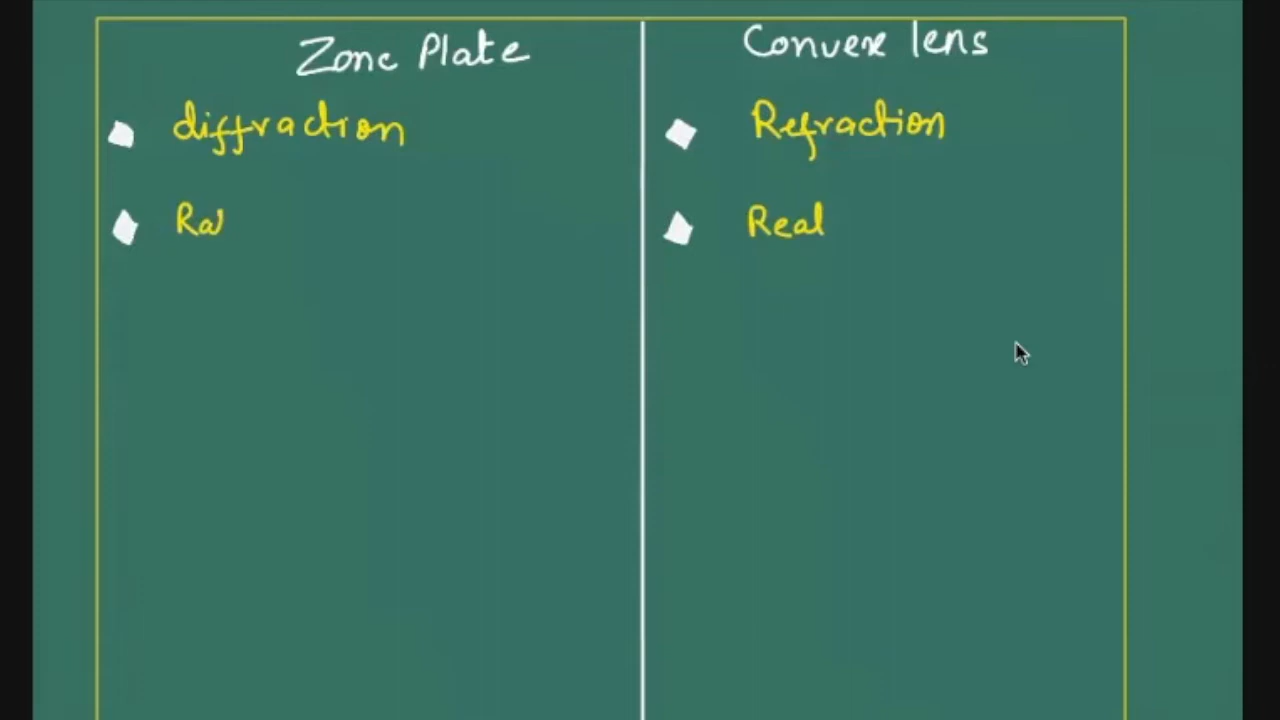 Zone Plate
Convex lens
diffraction
Refraction
Ra
Real